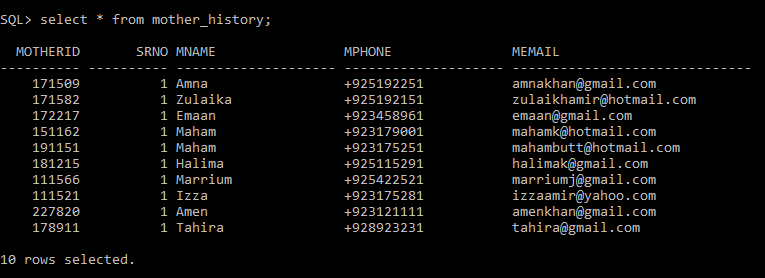 SQL> select * from mother_history;
MOTHERID SRNO MNAME MPHONE MEMAIL
---------- ---------- -------------------- -------------------- ------------------------------
171509 1 Amna +925192251 amnakhan@gmail.com
171582 1 Zulaika +925192151 zulaikhamir@hotmail.com
172217 1 Emaan +923458961 emaan@gmail.com
151162 1 Maham +923179001 mahamk@hotmail.com
191151 1 Maham +923175251 mahambutt@hotmail.com
181215 1 Halima +925115291 halimak@gmail.com
111566 1 Marrium +925422521 marriumj@gmail.com
111521 1 Izza +923175281 izzaamir@yahoo.com
227820 1 Amen +923121111 amenkhan@gmail.com
178911 1 Tahira +928923231 tahira@gmail.com
10 rows selected.